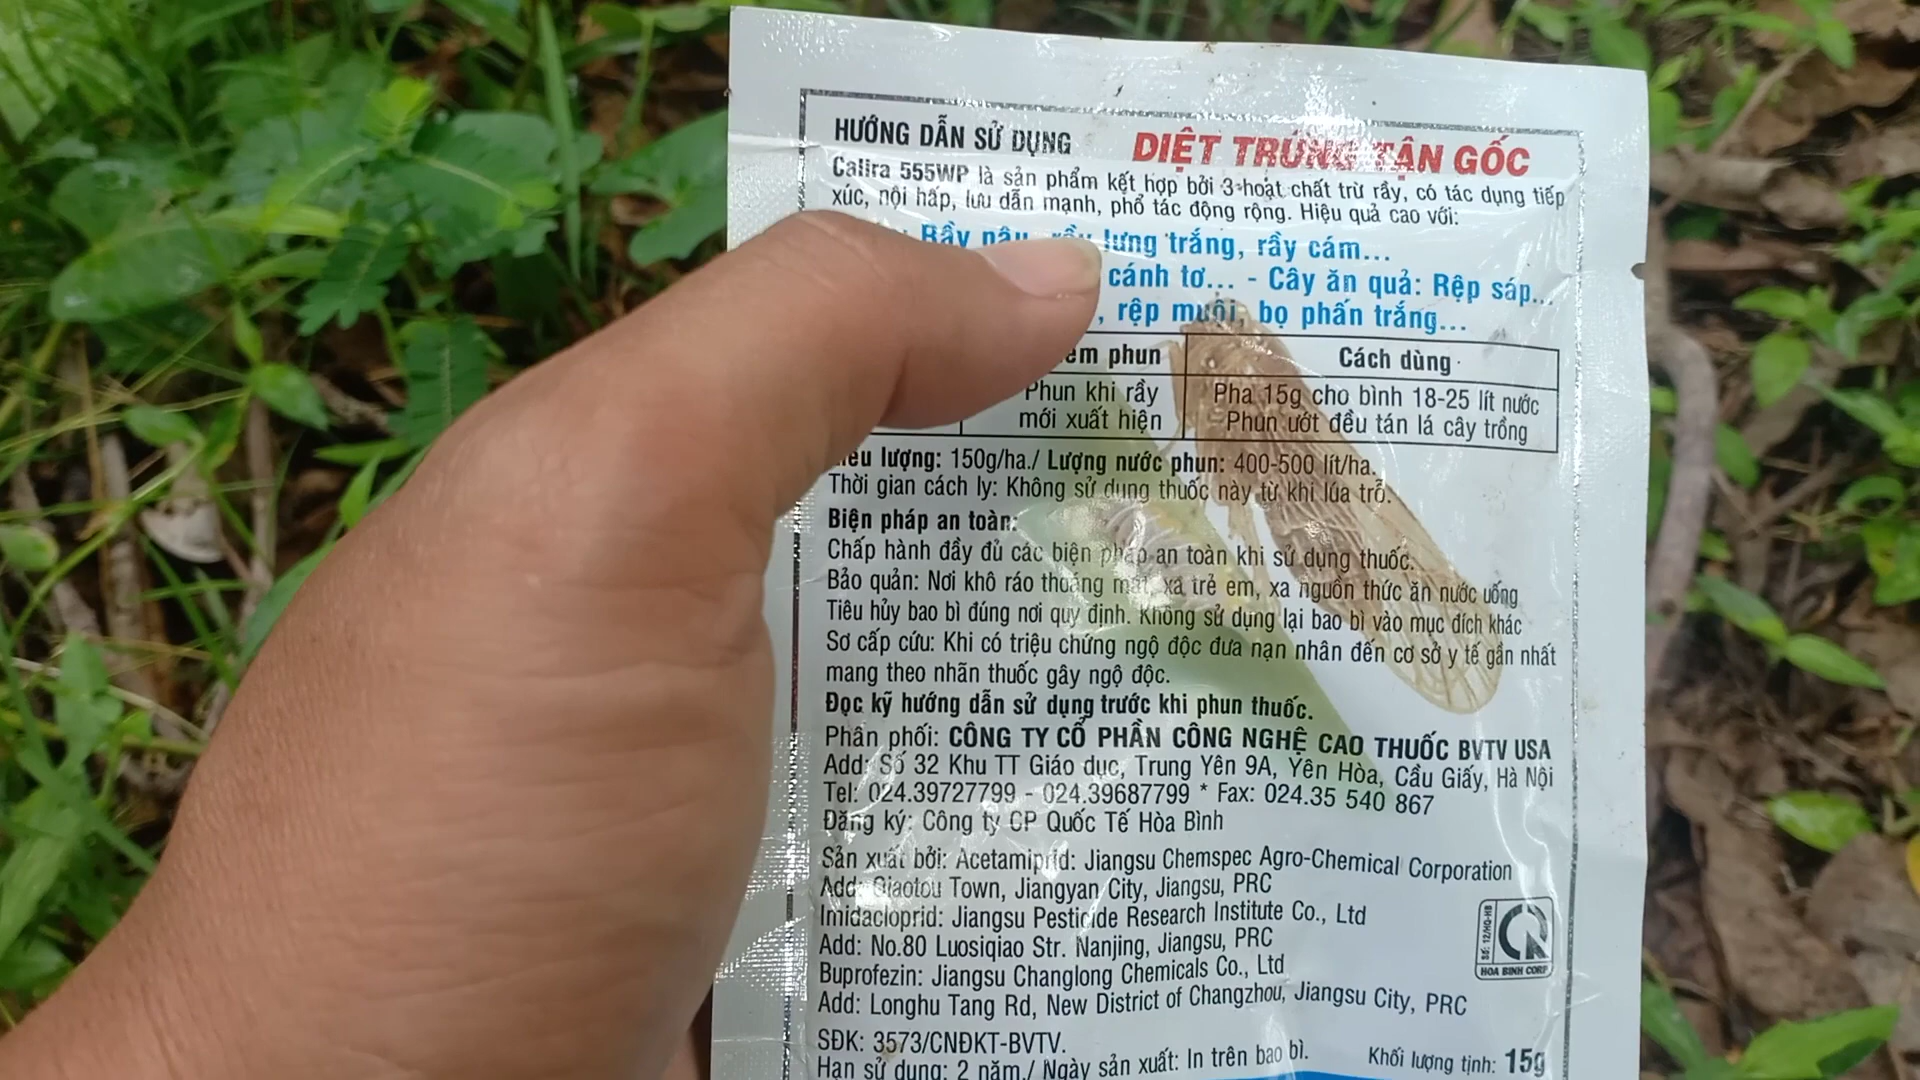 HƯỚNG DẪN SỬ DỤNG
DIỆT TRỨNG TẬN GỐC
Calira 555WP là sản phẩm kết hợp bởi 3 hoạt chất trừ rầy, có tác dụng tiếp
xúc, nội hấp, lưu dẫn mạnh, phổ tác động rộng. Hiệu quả cao với:
Rầy nâu, rầy lưng trắng, rầy cám...
cánh tơ... - Cây ăn quả: Rệp sáp...
, rệp muội, bọ phấn trắng...
phun
Cách dùng
Phun khi rầy
mới xuất hiện
Pha 15g cho bình 18-25 lít nước
Phun ướt đều tán lá cây trồng
lượng: 150g/ha./ Lượng nước phun: 400-500 lít/ha.
Thời gian cách ly: Không sử dụng thuốc này từ khi lúa trỗ.
Biện pháp an toàn:
Chấp hành đầy đủ các biện pháp an toàn khi sử dụng thuốc.
Bảo quản: Nơi khô ráo thoáng mát, xa trẻ em, xa nguồn thức ăn nước uống
Tiêu hủy bao bì đúng nơi quy định. Không sử dụng lại bao bì vào mục đích khác
Sơ cấp cứu: Khi có triệu chứng ngộ độc đưa nạn nhân đến cơ sở y tế gần nhất
mang theo nhãn thuốc gây ngộ độc.
Đọc kỹ hướng dẫn sử dụng trước khi phun thuốc.
Phân phối: CÔNG TY CỔ PHẦN CÔNG NGHỆ CAO THUỐC BVTV USA
Add: Số 32 Khu TT Giáo dục, Trung Yên 9A, Yên Hòa, Cầu Giấy, Hà Nội
Tel: 024.39727799 - 024.39687799 * Fax: 024.35 540 867
Đăng ký: Công ty CP Quốc Tế Hòa Bình
Sản xuất bởi: Acetamiprid: Jiangsu Chemspec Agro-Chemical Corporation
Add: Qiaotou Town, Jiangyan City, Jiangsu, PRC
Imidacloprid: Jiangsu Pesticide Research Institute Co., Ltd
Add: No.80 Luosiqiao Str. Nanjing, Jiangsu, PRC
Buprofezin: Jiangsu Changlong Chemicals Co., Ltd
Add: Longhu Tang Rd, New District of Changzhou, Jiangsu City, PRC
Số: 12/HQ-HB
HOA BINH CORP
SĐK: 3573/CNĐKT-BVTV.
Hạn sử dụng: 2 năm./ Ngày sản xuất: In trên bao bì.
Khối lượng tịnh: 15g